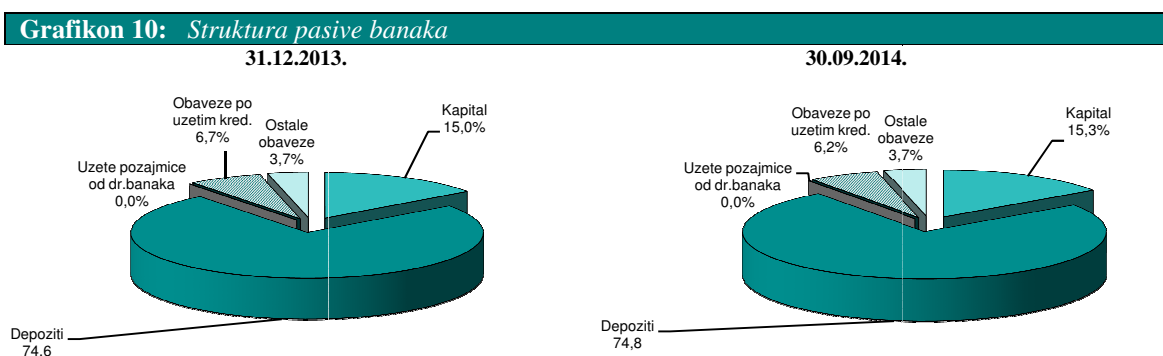 Grafikon 10: Struktura pasive banaka
31.12.2013.
Obaveze po
uzetim kred.
6,7%
Ostale
obaveze
3,7%
Kapital
15,0%
Uzete pozajmice
od dr.banaka
0,0%
Depoziti
74,6
30.09.2014.
Obaveze po
uzetim kred.
6,2%
Ostale
obaveze
3,7%
Kapital
15,3%
Uzete pozajmice
od dr.banaka
0,0%
Depoziti
74,8